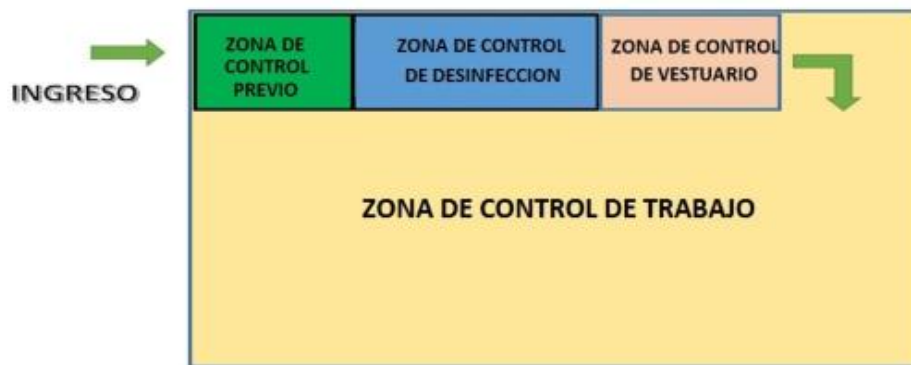 INGRESO
ZONA DE
CONTROL
PREVIO
ZONA DE CONTROL
DE DESINFECCION
ZONA DE CONTROL
DE VESTUARIO
ZONA DE CONTROL DE TRABAJO